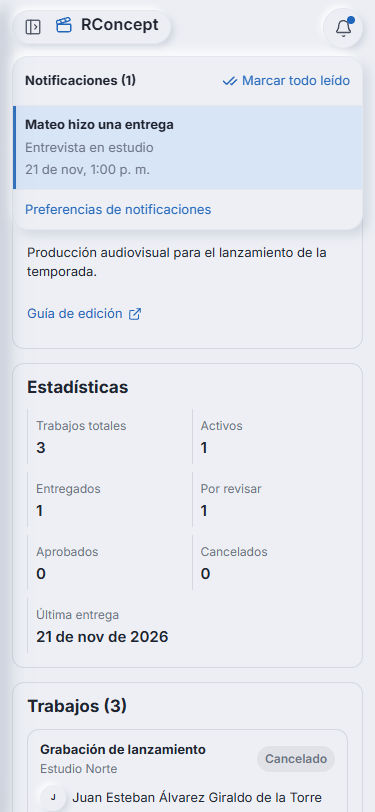 RConcept
Notificaciones (1)
Marcar todo leído
Mateo hizo una entrega
Entrevista en estudio
21 de nov, 1:00 p. m.
Preferencias de notificaciones
Producción audiovisual para el lanzamiento de la
temporada.
Guía de edición
Estadísticas
Trabajos totales
3
Activos
1
Entregados
1
Por revisar
1
Aprobados
0
Cancelados
0
Última entrega
21 de nov de 2026
Trabajos (3)
Grabación de lanzamiento
Estudio Norte
Cancelado
J
Juan Esteban Álvarez Giraldo de la Torre